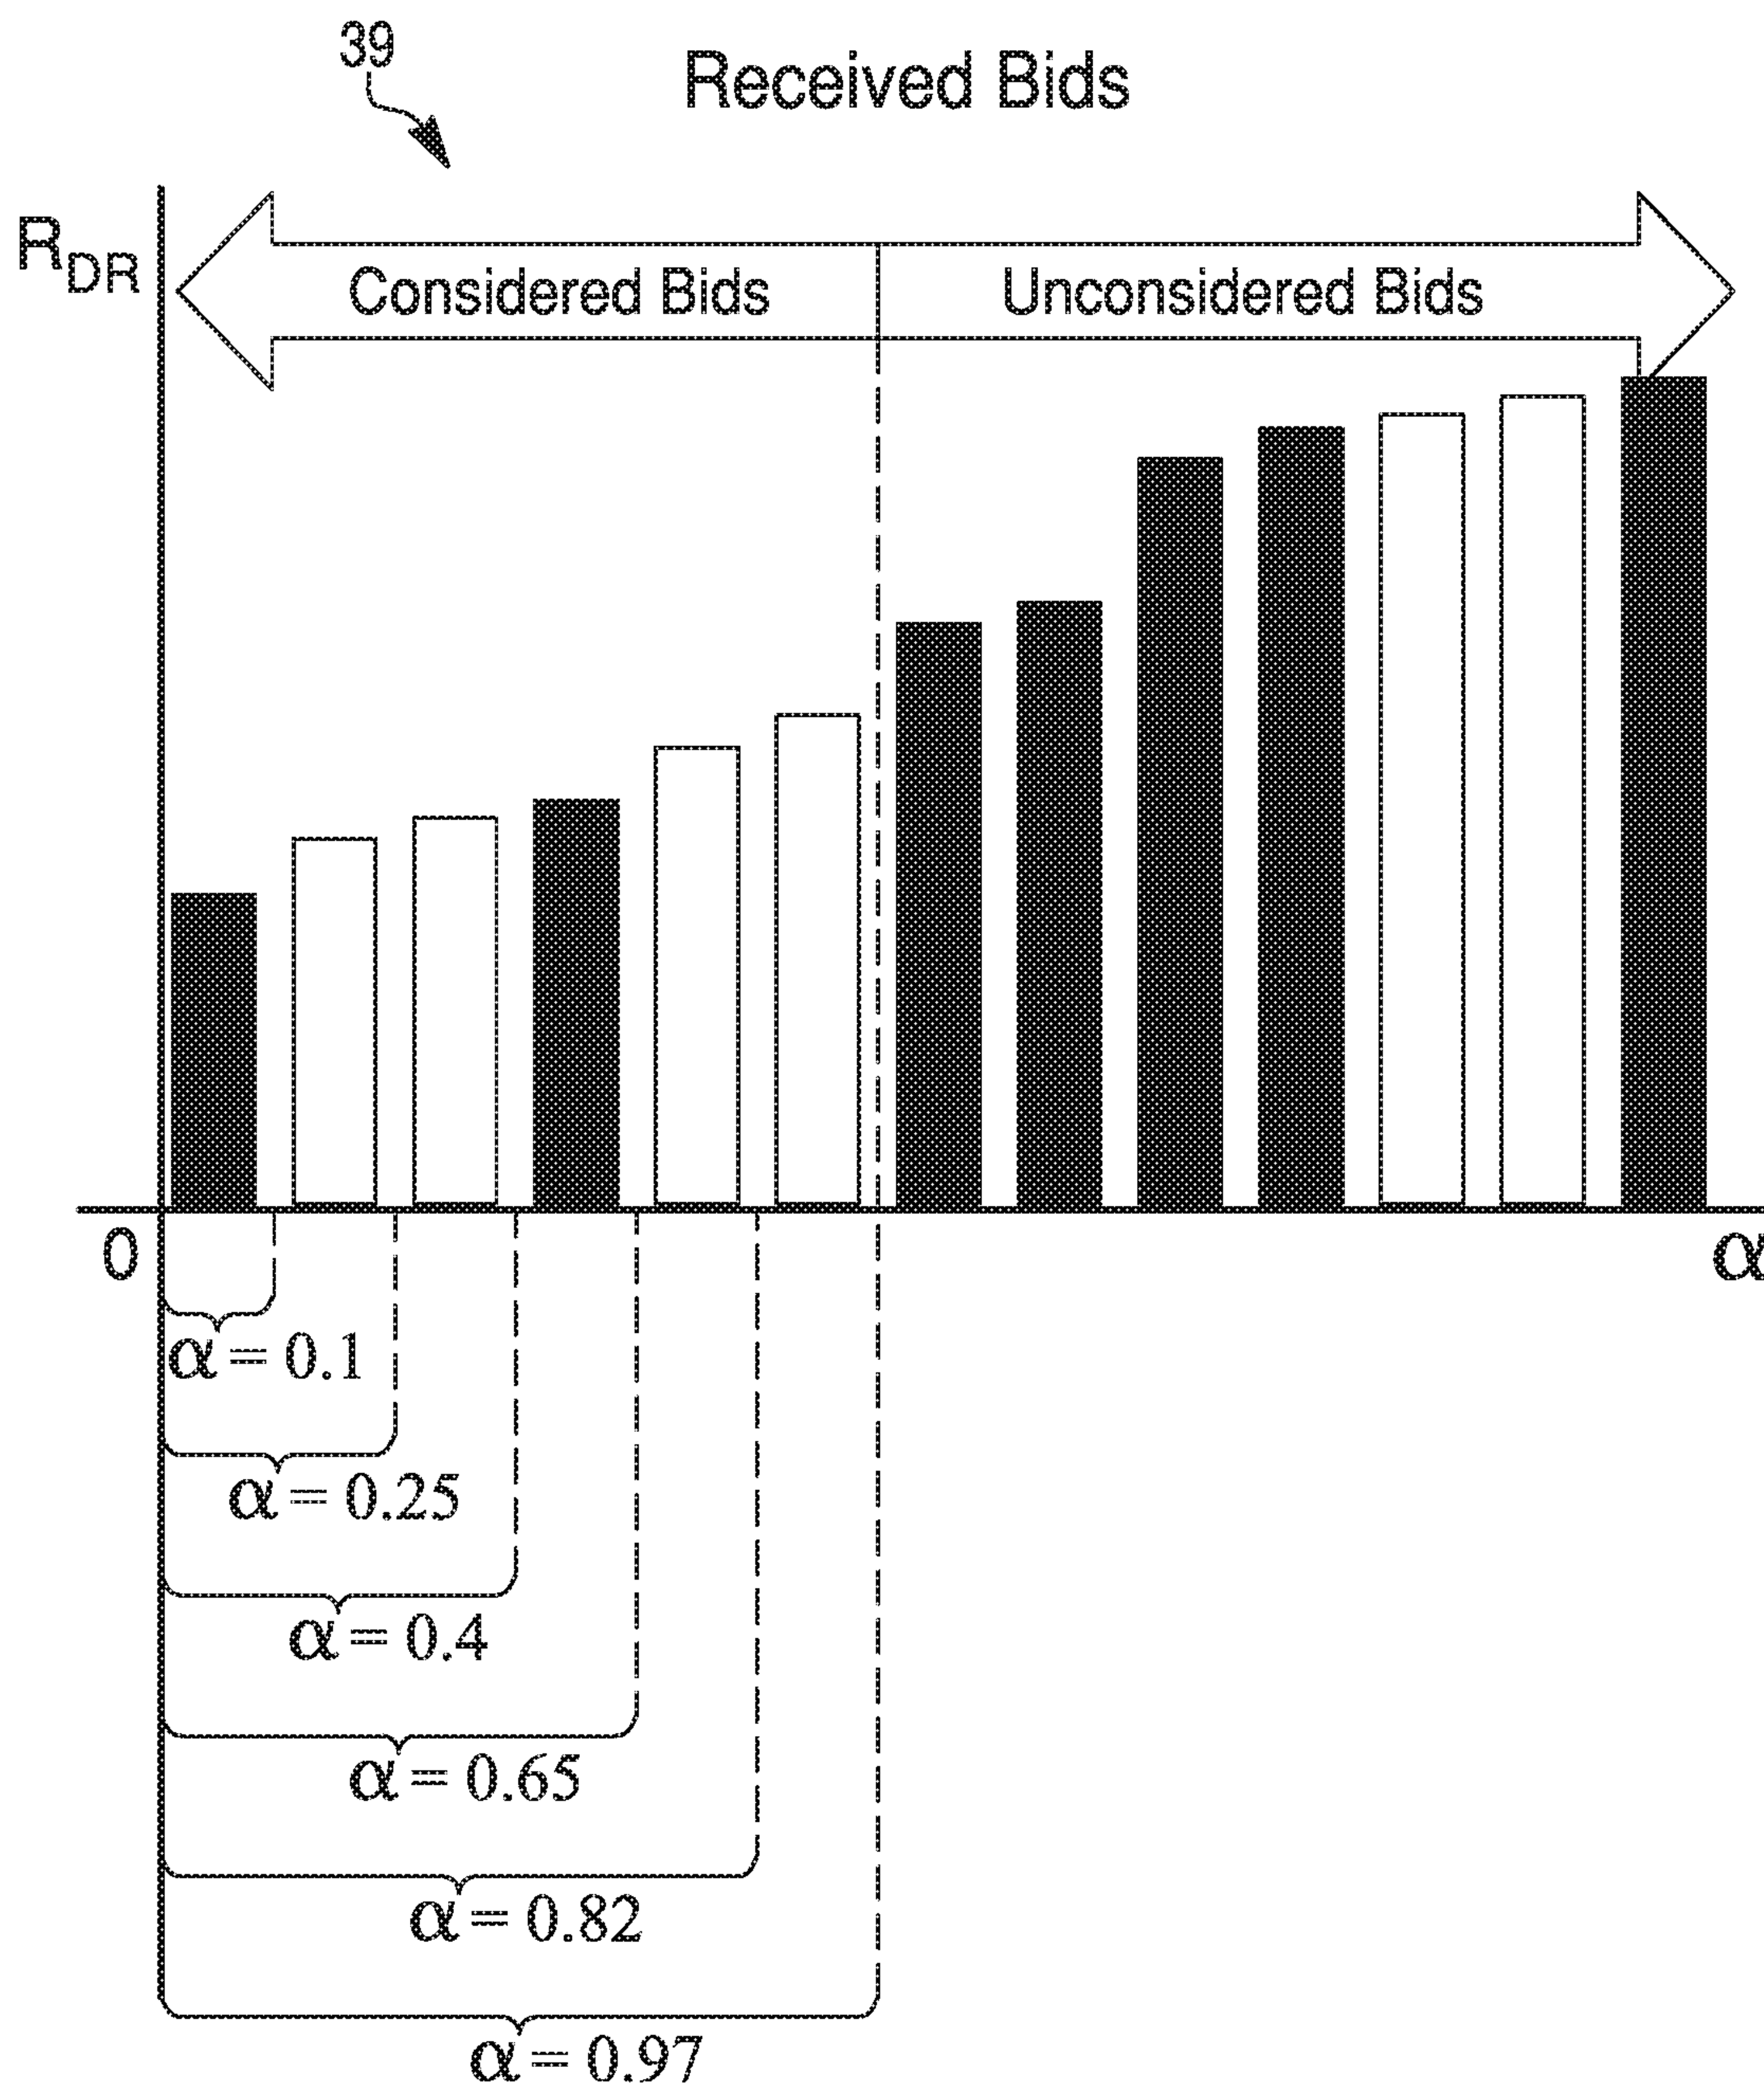 39
Received Bids
R_DR
Considered Bids
Unconsidered Bids
0
α
α = 0.1
α = 0.25
α = 0.4
α = 0.65
α = 0.82
α = 0.97